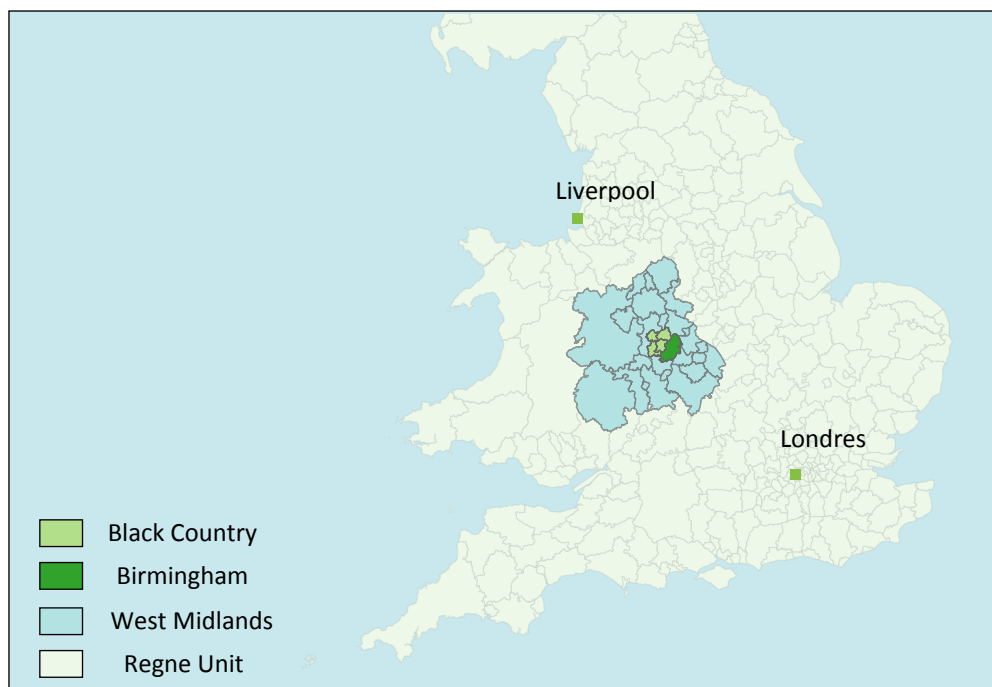 Liverpool
Londres
Black Country
Birmingham
West Midlands
Regne Unit